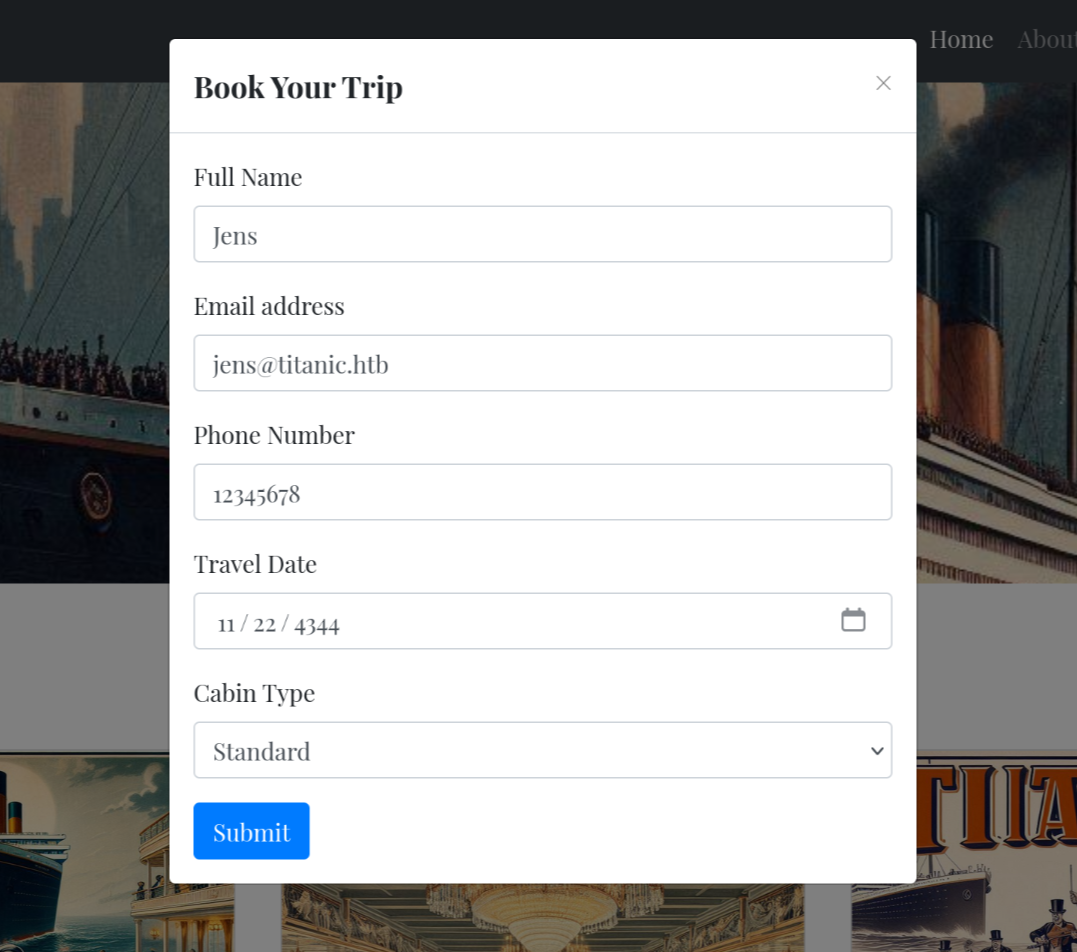 Home About
Book Your Trip
Full Name
Jens
Email address
jens@titanic.htb
Phone Number
12345678
Travel Date
11 / 22 / 4344
Cabin Type
Standard
Submit